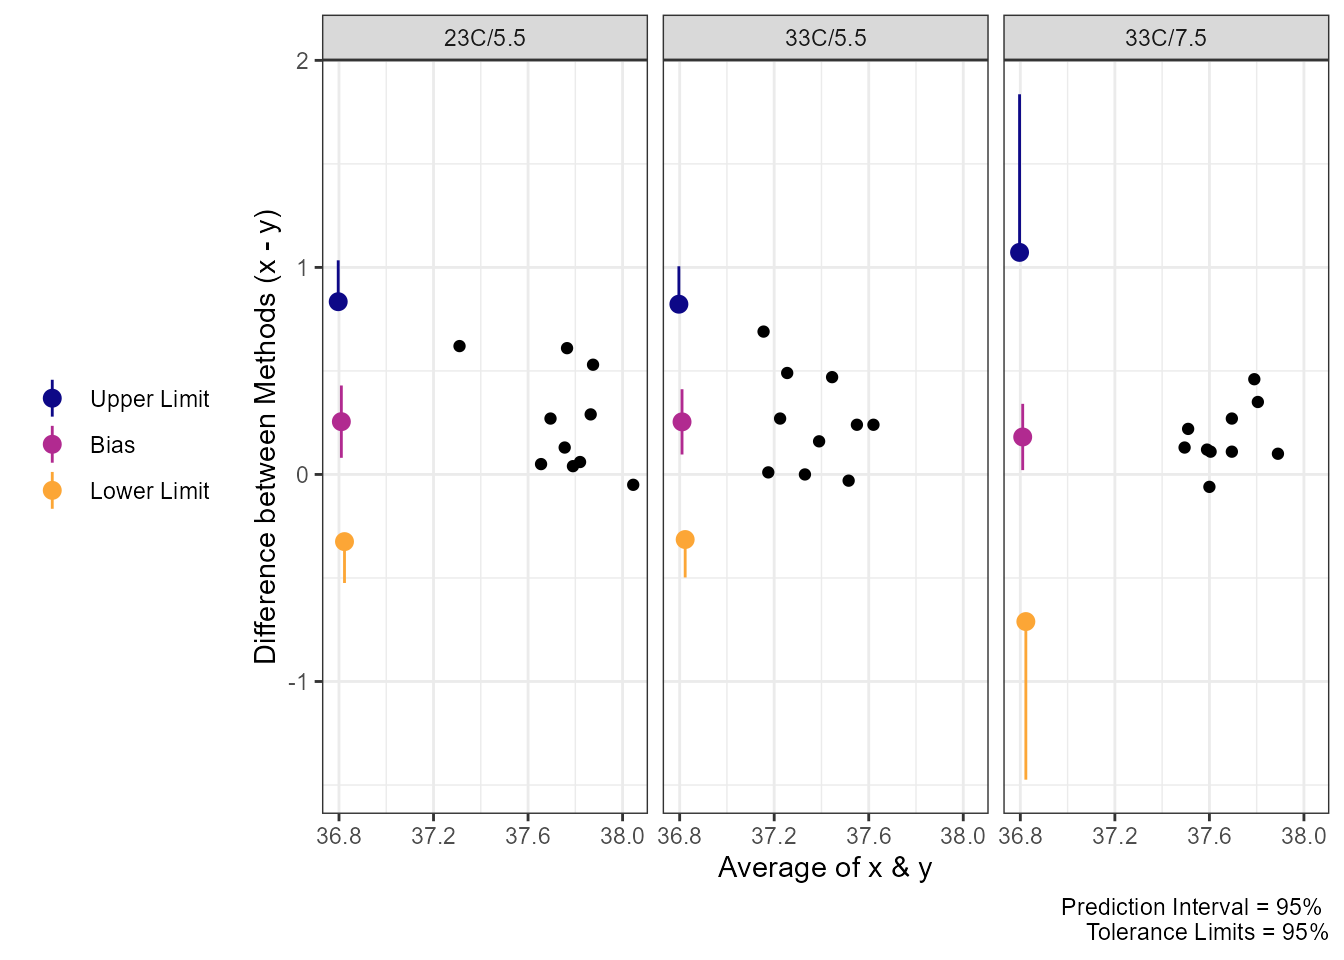 23C/5.5
33C/5.5
33C/7.5
2
1
0
-1
Difference between Methods (x - y)
Upper Limit
Bias
Lower Limit
36.8 37.2 37.6 38.0
36.8 37.2 37.6 38.0
36.8 37.2 37.6 38.0
Average of x & y
Prediction Interval = 95%
Tolerance Limits = 95%